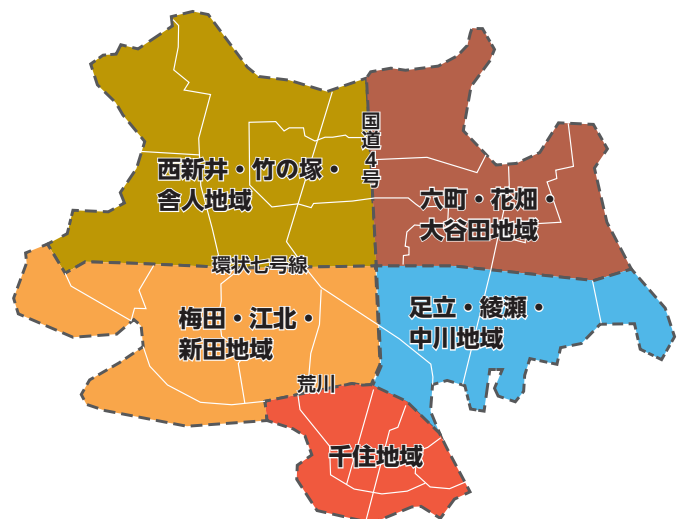 国道4号
西新井・竹の塚・
舎人地域
六町・花畑・
大谷田地域
環状七号線
梅田・江北・
新田地域
足立・綾瀬・
中川地域
荒川
千住地域